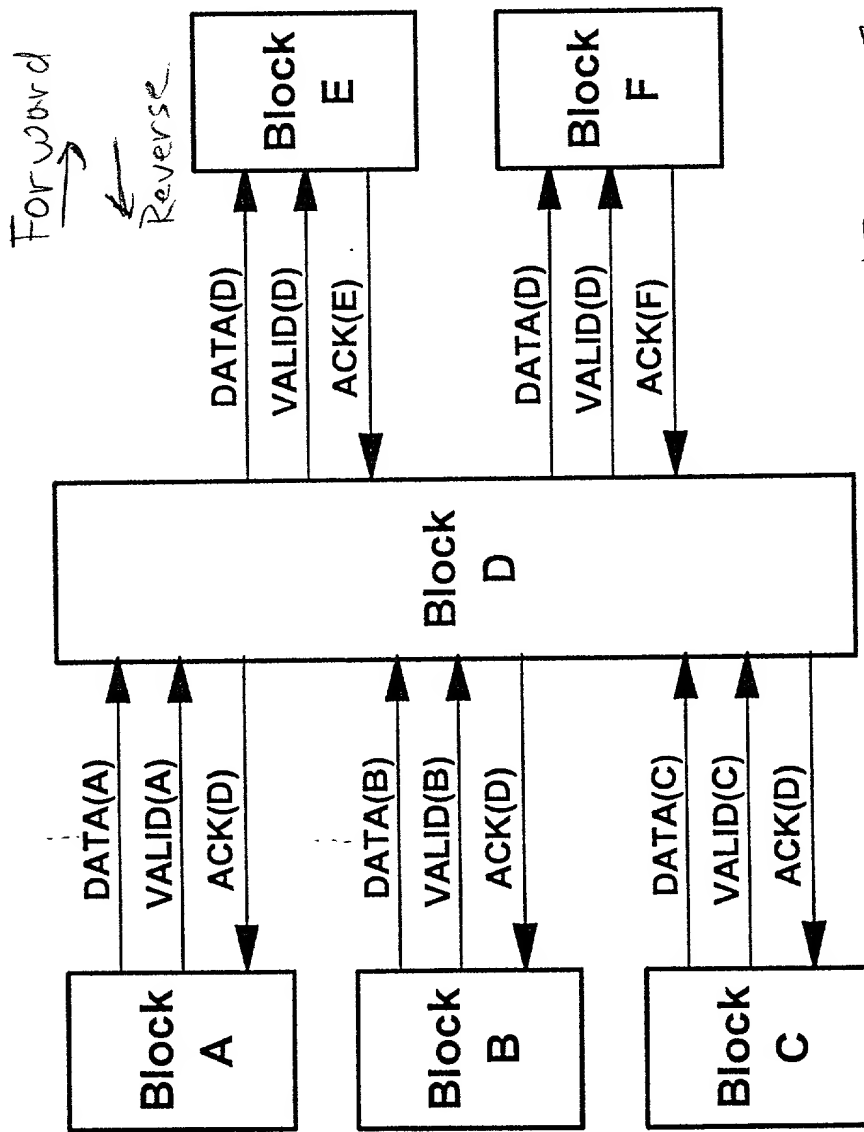 Forward
Reverse
Block
A
DATA(A)
VALID(A)
ACK(D)
Block
B
DATA(B)
VALID(B)
ACK(D)
Block
C
DATA(C)
VALID(C)
ACK(D)
Block
D
DATA(D)
VALID(D)
ACK(E)
Block
E
DATA(D)
VALID(D)
ACK(F)
Block
F